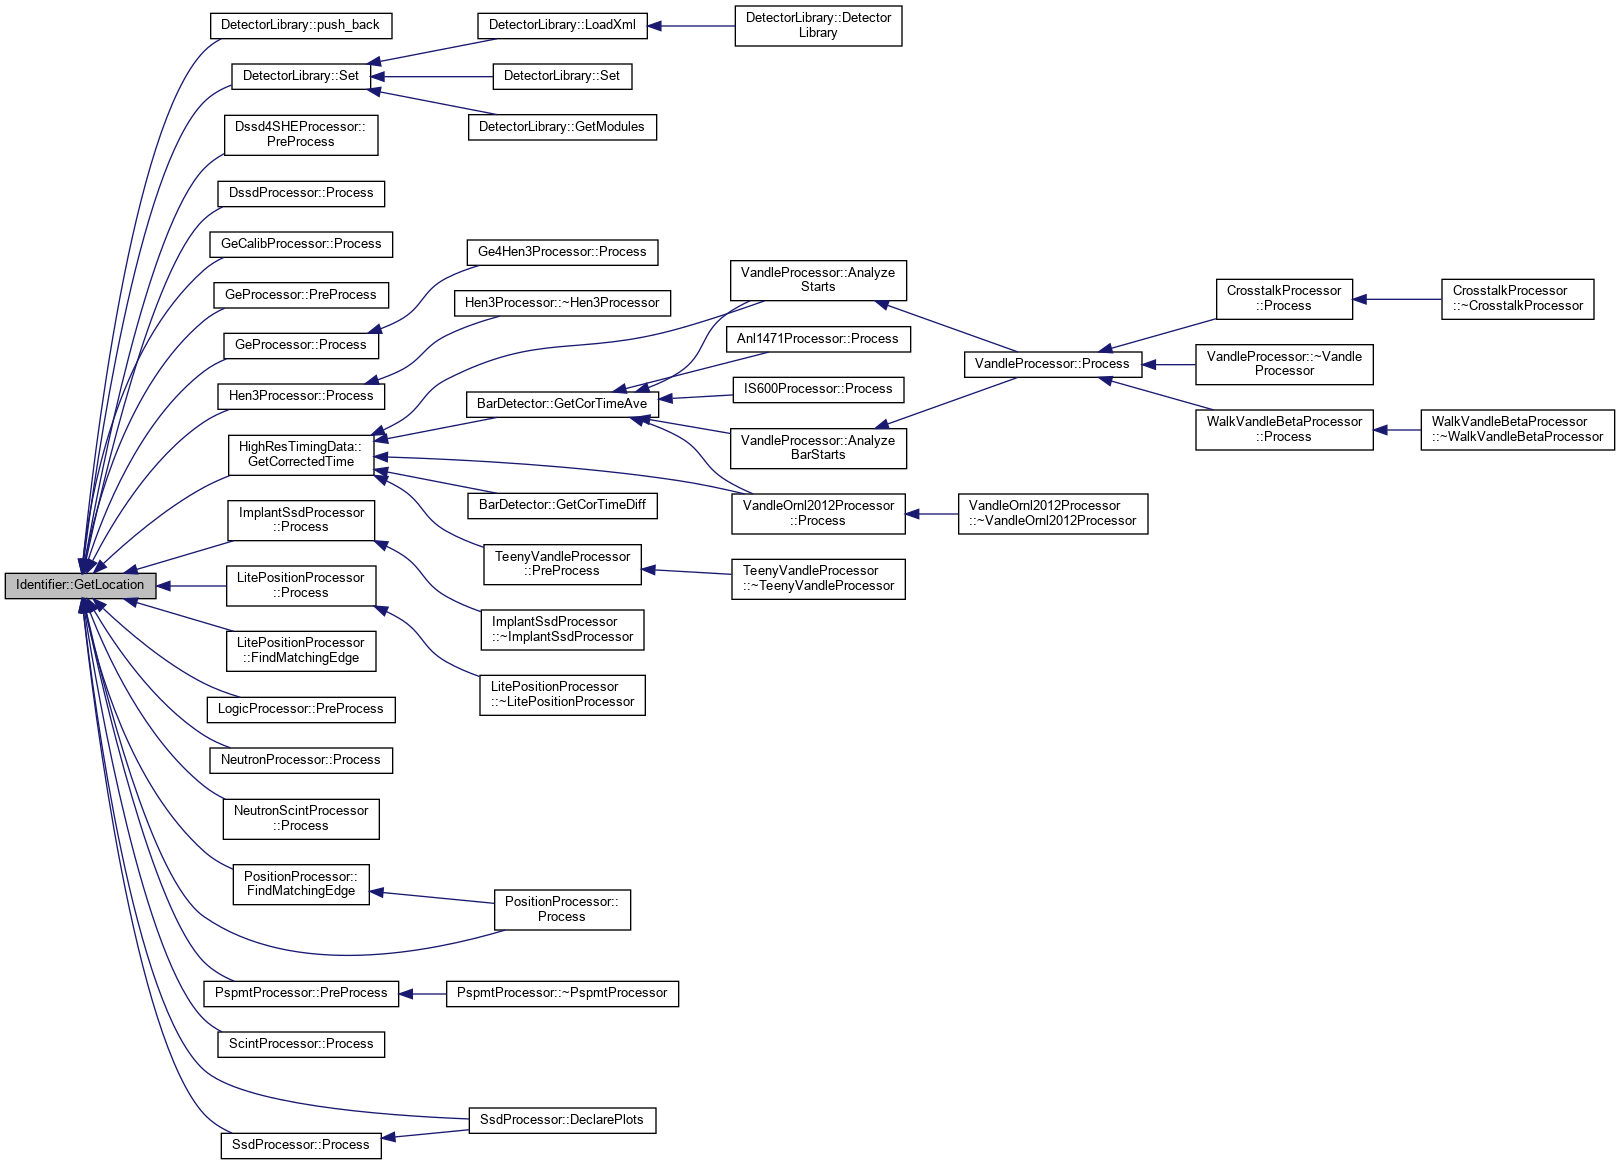 Identifier::GetLocation
DetectorLibrary::push_back
DetectorLibrary::Set
Dssd4SHEProcessor::
PreProcess
DssdProcessor::Process
GeCalibProcessor::Process
GeProcessor::PreProcess
GeProcessor::Process
Hen3Processor::Process
HighResTimingData::
GetCorrectedTime
ImplantSsdProcessor
::Process
LitePositionProcessor
::Process
LitePositionProcessor
::FindMatchingEdge
LogicProcessor::PreProcess
NeutronProcessor::Process
NeutronScintProcessor
::Process
PositionProcessor::
FindMatchingEdge
PspmtProcessor::PreProcess
ScintProcessor::Process
SsdProcessor::Process
DetectorLibrary::LoadXml
DetectorLibrary::Set
DetectorLibrary::GetModules
Ge4Hen3Processor::Process
Hen3Processor::~Hen3Processor
BarDetector::GetCorTimeAve
BarDetector::GetCorTimeDiff
TeenyVandleProcessor
::PreProcess
ImplantSsdProcessor
::~ImplantSsdProcessor
LitePositionProcessor
::~LitePositionProcessor
PositionProcessor::
Process
PspmtProcessor::~PspmtProcessor
SsdProcessor::DeclarePlots
DetectorLibrary::Detector
Library
VandleProcessor::Analyze
Starts
Anl1471Processor::Process
IS600Processor::Process
VandleProcessor::Analyze
BarStarts
VandleOrnl2012Processor
::Process
TeenyVandleProcessor
::~TeenyVandleProcessor
VandleProcessor::Process
VandleOrnl2012Processor
::~VandleOrnl2012Processor
CrosstalkProcessor
::Process
VandleProcessor::~Vandle
Processor
WalkVandleBetaProcessor
::Process
CrosstalkProcessor
::~CrosstalkProcessor
WalkVandleBetaProcessor
::~WalkVandleBetaProcessor